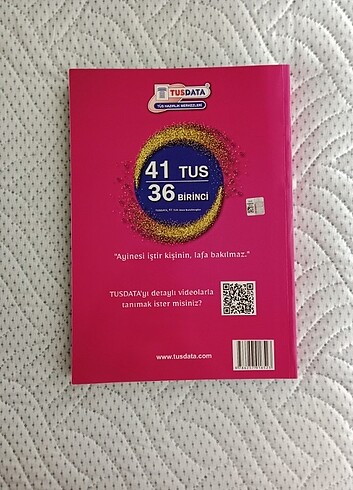 TUSDATA
TUS HAZIRLIK MERKEZLERİ
41 TUS
36 BİRİNCİ
"Ayinesi iştir kişinin, lafa bakılmaz."
TUSDATA'yı detaylı videolarla
tanımak ister misiniz?
www.tusdata.com